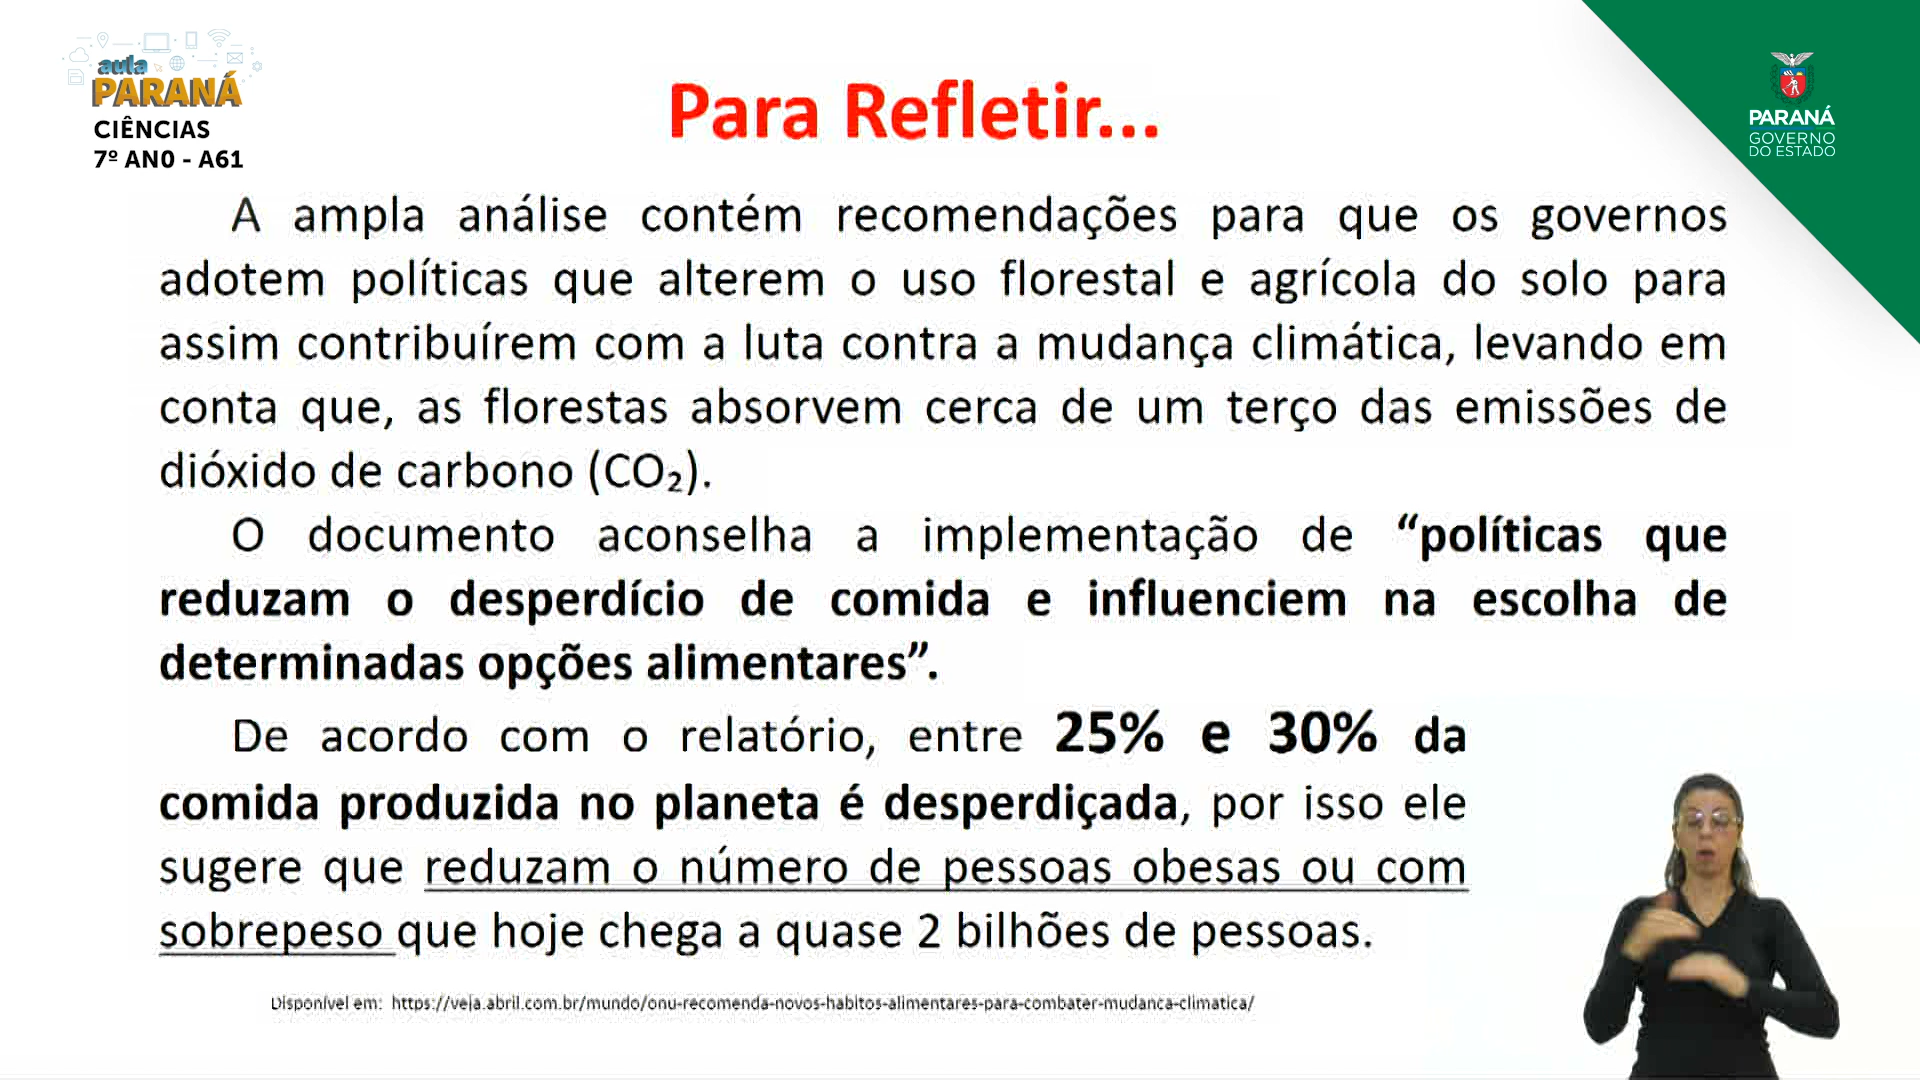 aula
PARANÁ
CIÊNCIAS
7º AN0 - A61
Para Refletir...
PARANÁ
GOVERNO
DO ESTADO
A ampla análise contém recomendações para que os governos
adotem políticas que alterem o uso florestal e agrícola do solo para
assim contribuírem com a luta contra a mudança climática, levando em
conta que, as florestas absorvem cerca de um terço das emissões de
dióxido de carbono (CO₂).
O documento aconselha a implementação de “políticas que
reduzam o desperdício de comida e influenciem na escolha de
determinadas opções alimentares”.
De acordo com o relatório, entre 25% e 30% da
comida produzida no planeta é desperdiçada, por isso ele
sugere que reduzam o número de pessoas obesas ou com
sobrepeso que hoje chega a quase 2 bilhões de pessoas.
Disponível em: https://veja.abril.com.br/mundo/onu-recomenda-novos-habitos-alimentares-para-combater-mudanca-climatica/